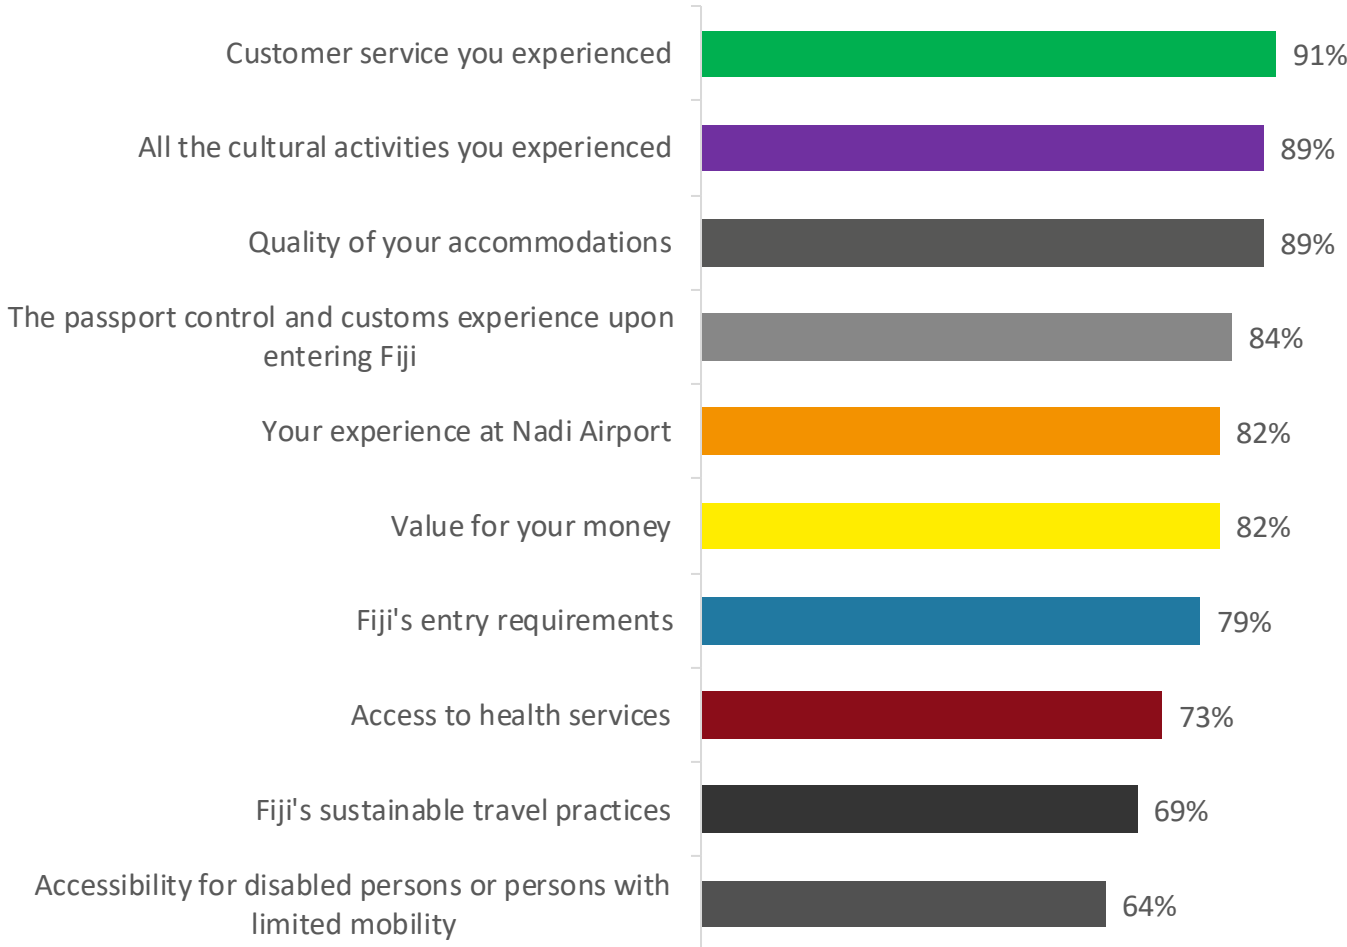 Customer service you experienced 91%
All the cultural activities you experienced 89%
Quality of your accommodations 89%
The passport control and customs experience upon
entering Fiji 84%
Your experience at Nadi Airport 82%
Value for your money 82%
Fiji's entry requirements 79%
Access to health services 73%
Fiji's sustainable travel practices 69%
Accessibility for disabled persons or persons with
limited mobility 64%